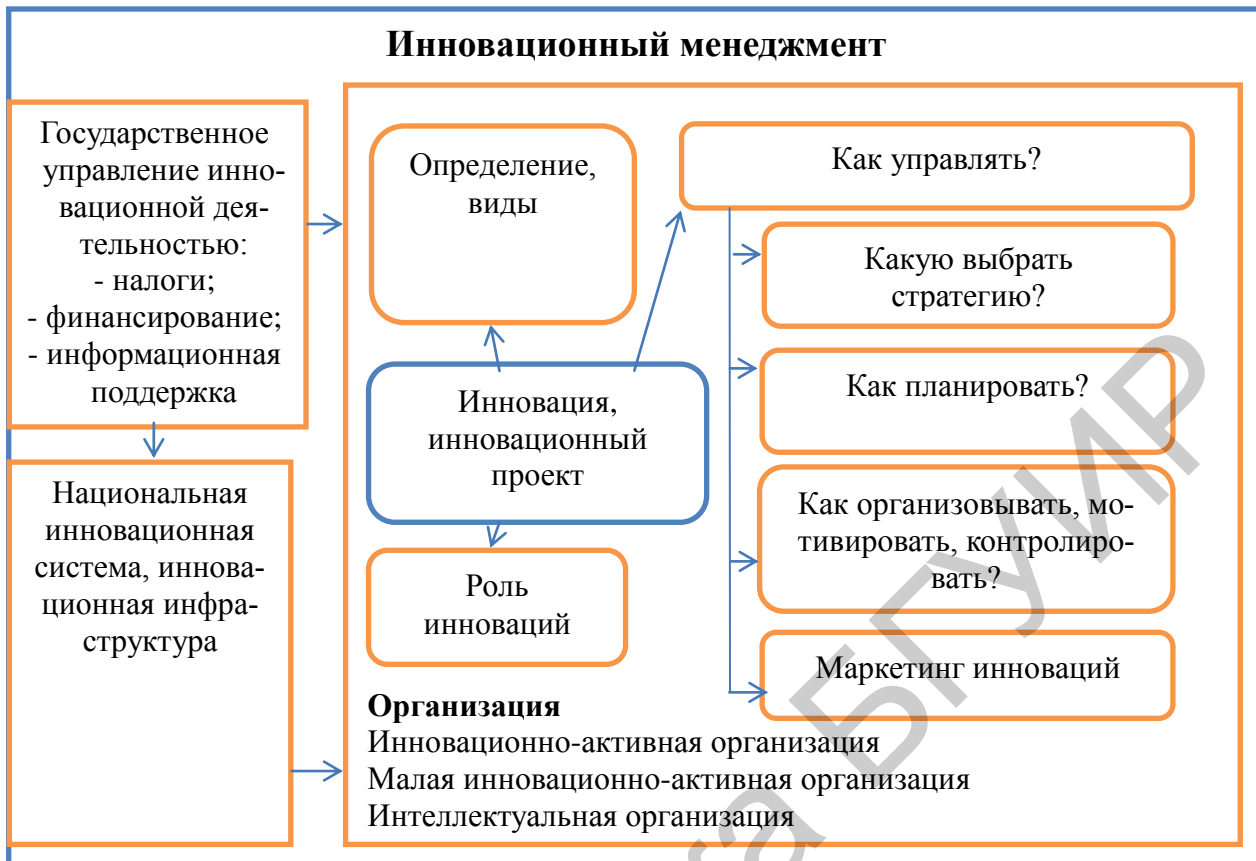 Инновационный менеджмент
Государственное
управление инно-
вационной дея-
тельностью:
- налоги;
- финансирование;
- информационная
поддержка
Национальная
инновационная
система, иннова-
ционная инфра-
структура
Определение,
виды
Инновация,
инновационный
проект
Роль
инноваций
Как управлять?
Какую выбрать
стратегию?
Как планировать?
Как организовывать, мо-
тивировать, контролиро-
вать?
Маркетинг инноваций
Организация
Инновационно-активная организация
Малая инновационно-активная организация
Интеллектуальная организация
БГУИР